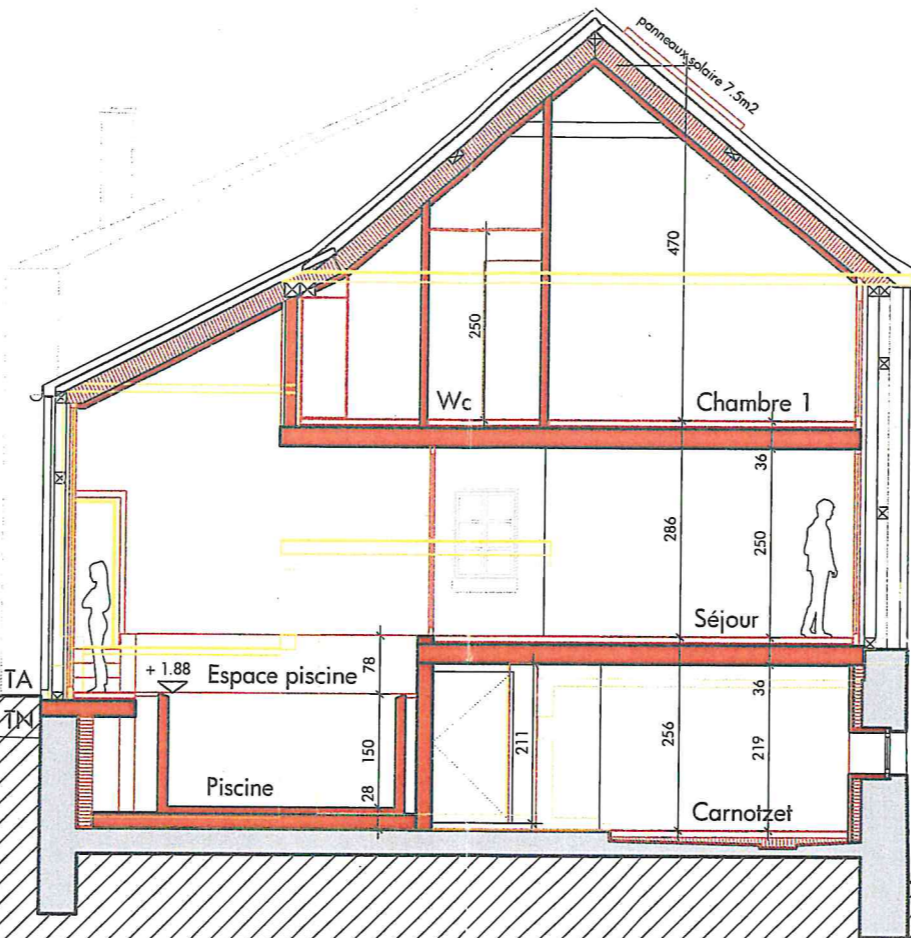 panneaux solaire 7.5m2
470
250
Wc
Chambre 1
36
286
250
Séjour
TA
+ 1.88
Espace piscine
78
36
TN
211
256
219
150
Piscine
28
Carnotzet